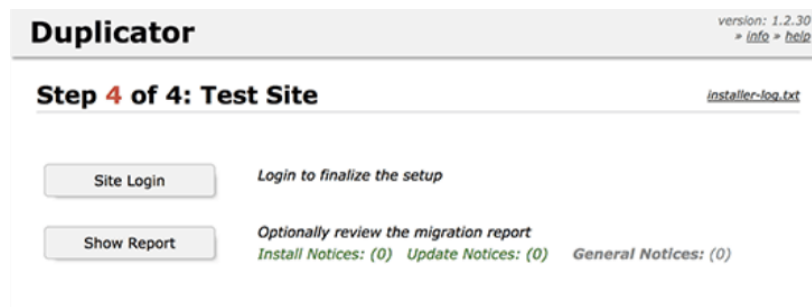 Duplicator
version: 1.2.30
» info » help
Step 4 of 4: Test Site
installer-log.txt
Site Login
Login to finalize the setup
Show Report
Optionally review the migration report
Install Notices: (0) Update Notices: (0) General Notices: (0)